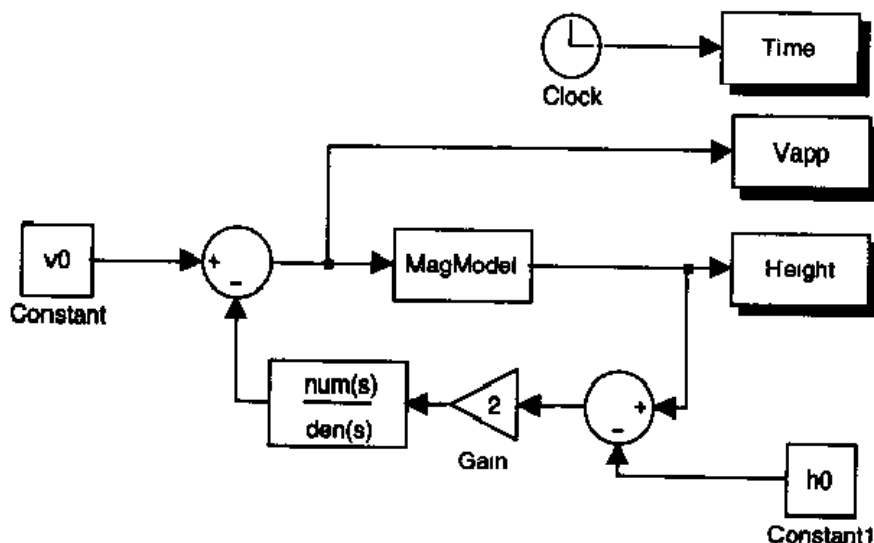 Time
Clock
Vapp
v0
+
-
MagModel
Height
Constant
num(s)
den(s)
2
+
-
Gain
h0
Constant1